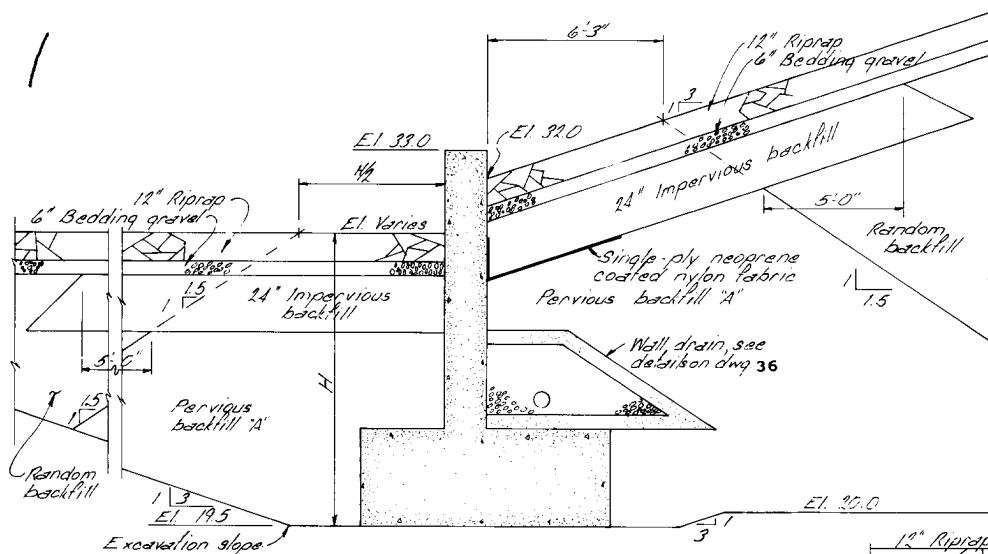 6'-3"
12" Riprap
6" Bedding gravel
1
3
El. 32.0
El. 33.0
H/2
12" Riprap
6" Bedding gravel
El. Varies
24" Impervious backfill
5'-0"
Random
backfill
1
1.5
Single-ply neoprene
coated nylon fabric
Pervious backfill "A"
1
1.5
24" Impervious
backfill
Wall drain, see
details on dwg 36
5'-0"
H
1
1.5
Pervious
backfill "A"
Random
backfill
1
3
El. 19.5
Excavation slope
El. 20.0
1
3
12" Riprap